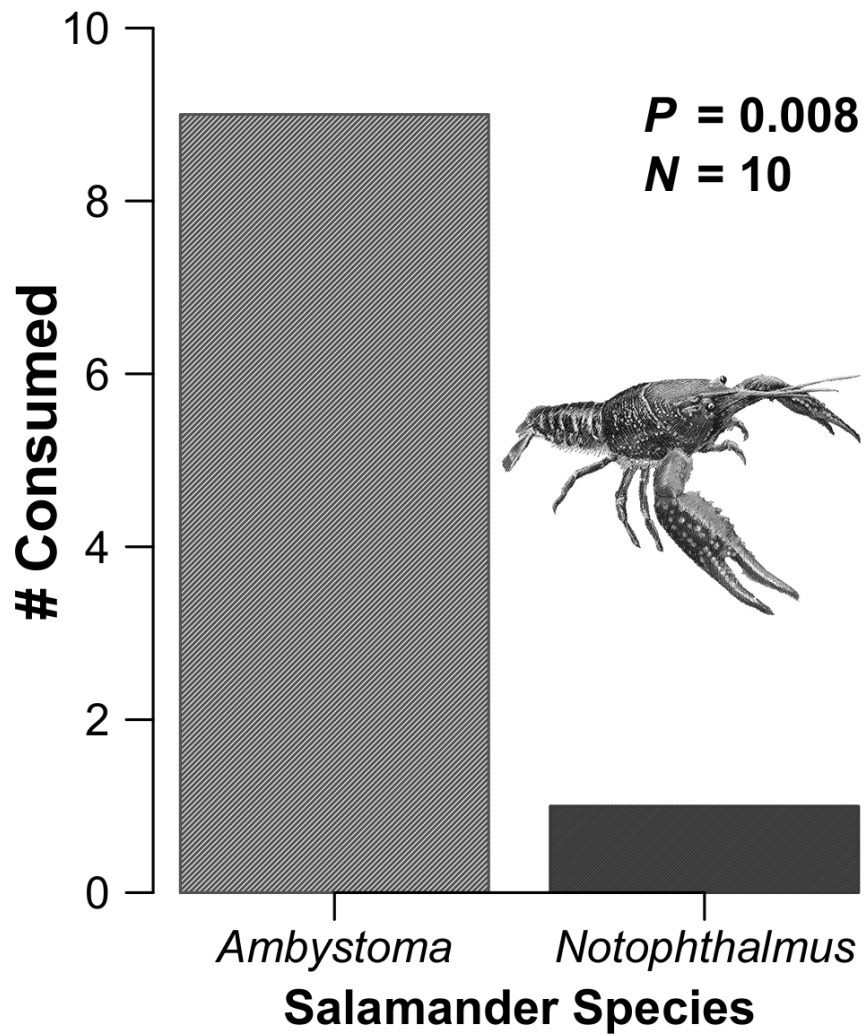 10
8
6
4
2
0
# Consumed
P = 0.008
N = 10
Ambystoma Notophthalmus
Salamander Species